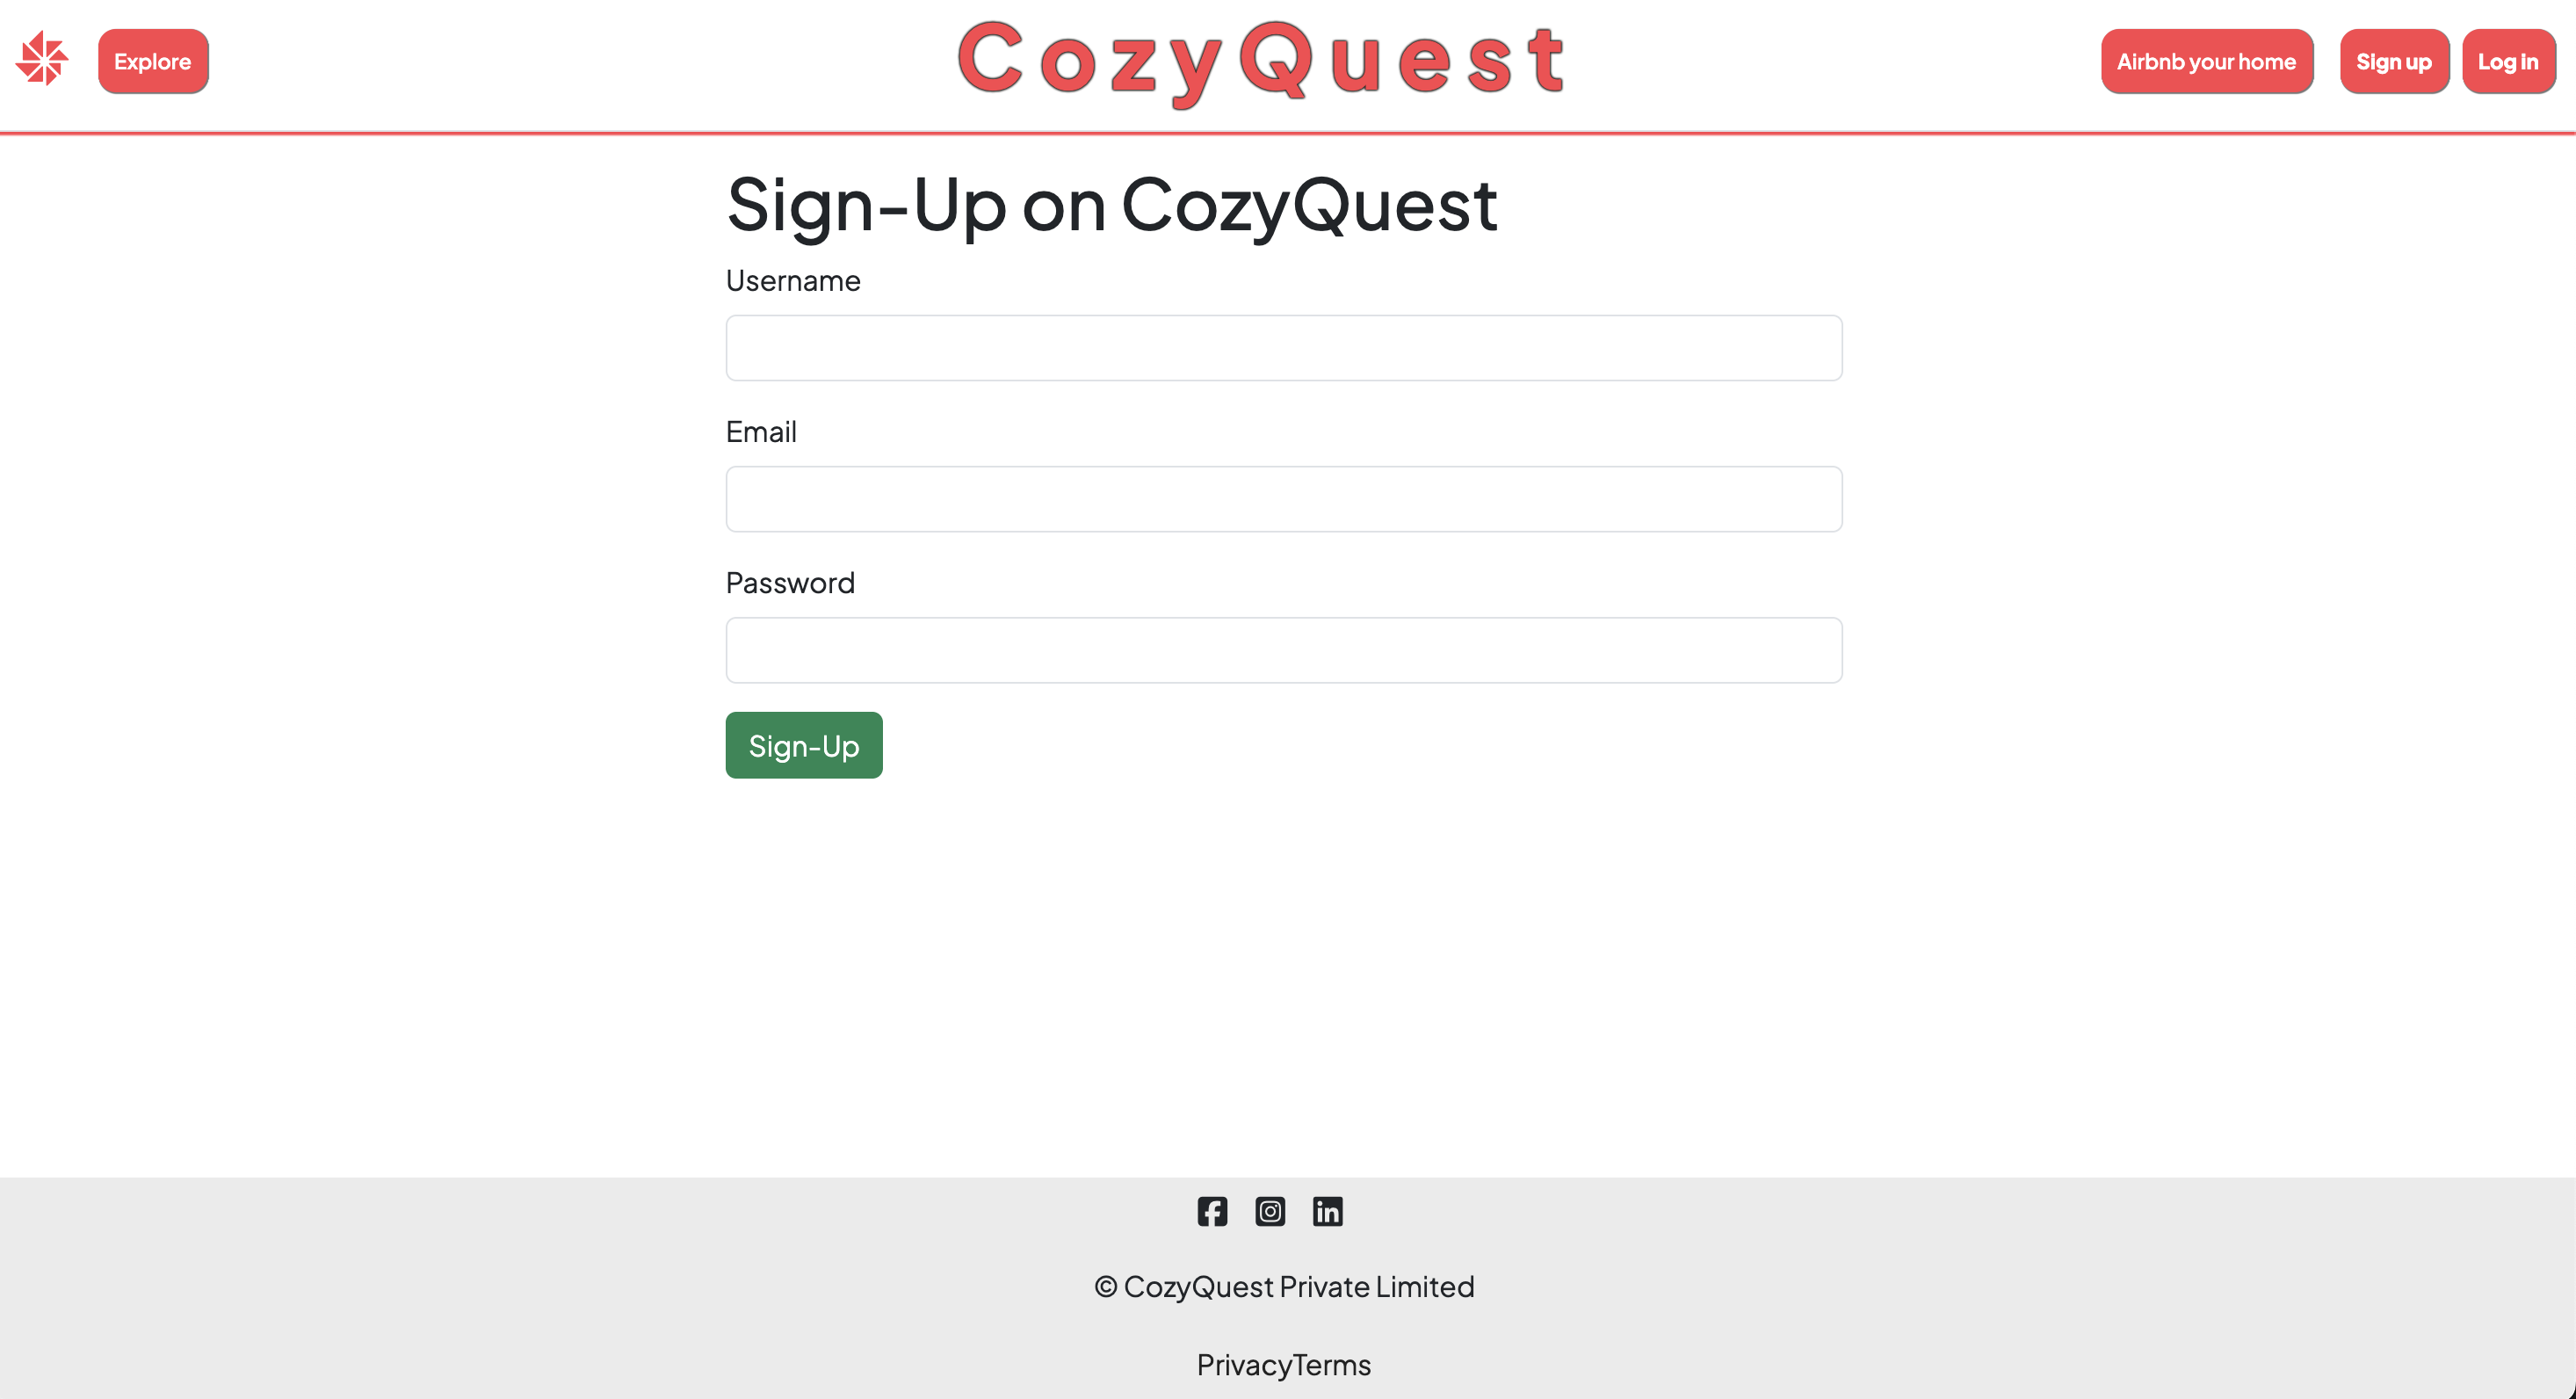 Explore
CozyQuest
Airbnb your home
Sign up
Log in
Sign-Up on CozyQuest
Username
Email
Password
Sign-Up
© CozyQuest Private Limited
PrivacyTerms